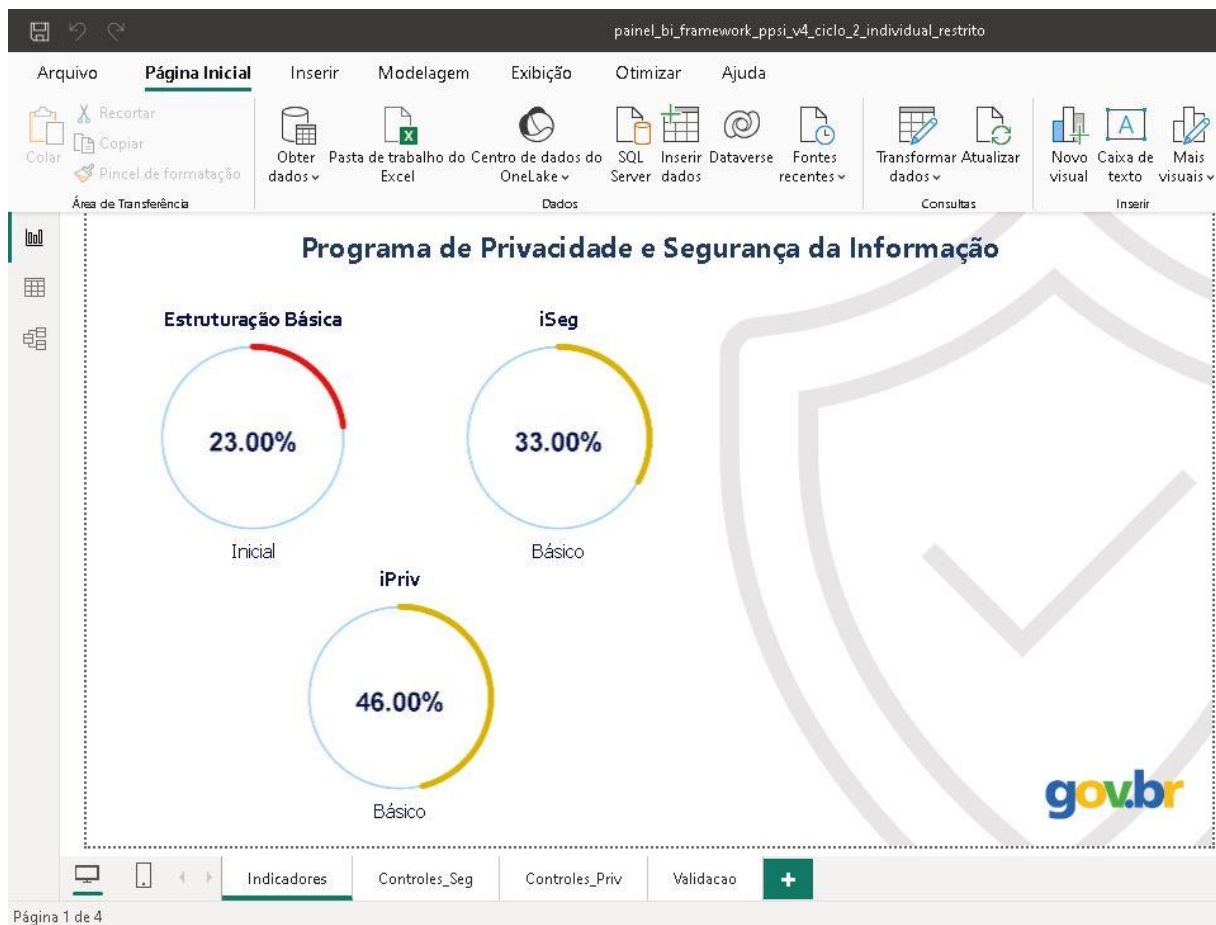 painel_bi_framework_ppsi_v4_ciclo_2_individual_restrito
Arquivo Página Inicial Inserir Modelagem Exibição Otimizar Ajuda
Colar
Recortar
Copiar
Pincel de formatação
Área de Transferência
Obter dados
Pasta de trabalho do Excel
Centro de dados do OneLake
SQL Server
Inserir dados
Dataverse
Fontes recentes
Dados
Transformar dados
Atualizar
Consultas
Novo visual
Caixa de texto
Mais visuais
Inserir
Programa de Privacidade e Segurança da Informação
Estruturação Básica
23.00%
Inicial
iSeg
33.00%
Básico
iPriv
46.00%
Básico
gov.br
Indicadores Controles_Seg Controles_Priv Validacao +
Página 1 de 4